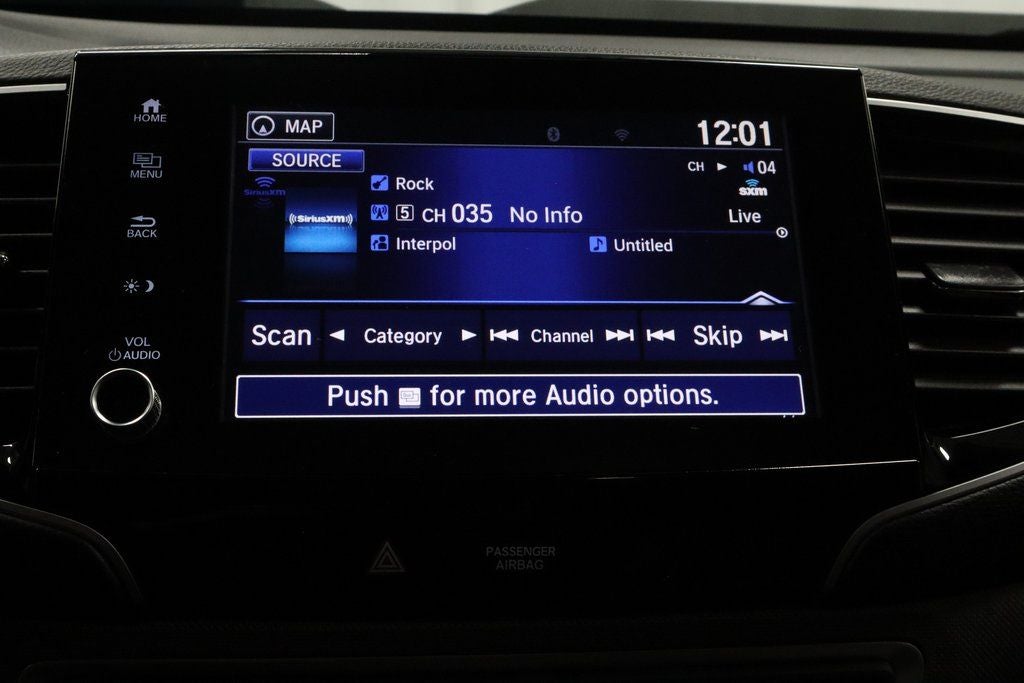 HOME
MENU
BACK
VOL
AUDIO
MAP
12:01
SOURCE
CH 04
SiriusXM
((SiriusXM))
Rock
sxm
5 CH 035 No Info
Live
Interpol
Untitled
Scan
Category
Channel
Skip
Push for more Audio options.
PASSENGER
AIRBAG